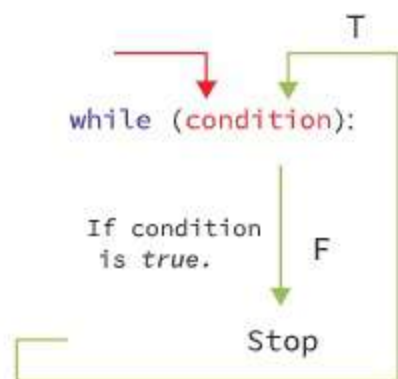 T
while (condition):
If condition
is true.
F
Stop